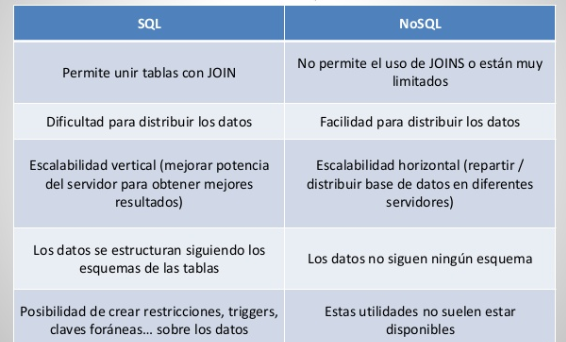 SQL
NoSQL
Permite unir tablas con JOIN
No permite el uso de JOINS o están muy
limitados
Dificultad para distribuir los datos
Facilidad para distribuir los datos
Escalabilidad vertical (mejorar potencia
del servidor para obtener mejores
resultados)
Escalabilidad horizontal (repartir /
distribuir base de datos en diferentes
servidores)
Los datos se estructuran siguiendo los
esquemas de las tablas
Los datos no siguen ningún esquema
Posibilidad de crear restricciones, triggers,
claves foráneas... sobre los datos
Estas utilidades no suelen estar
disponibles